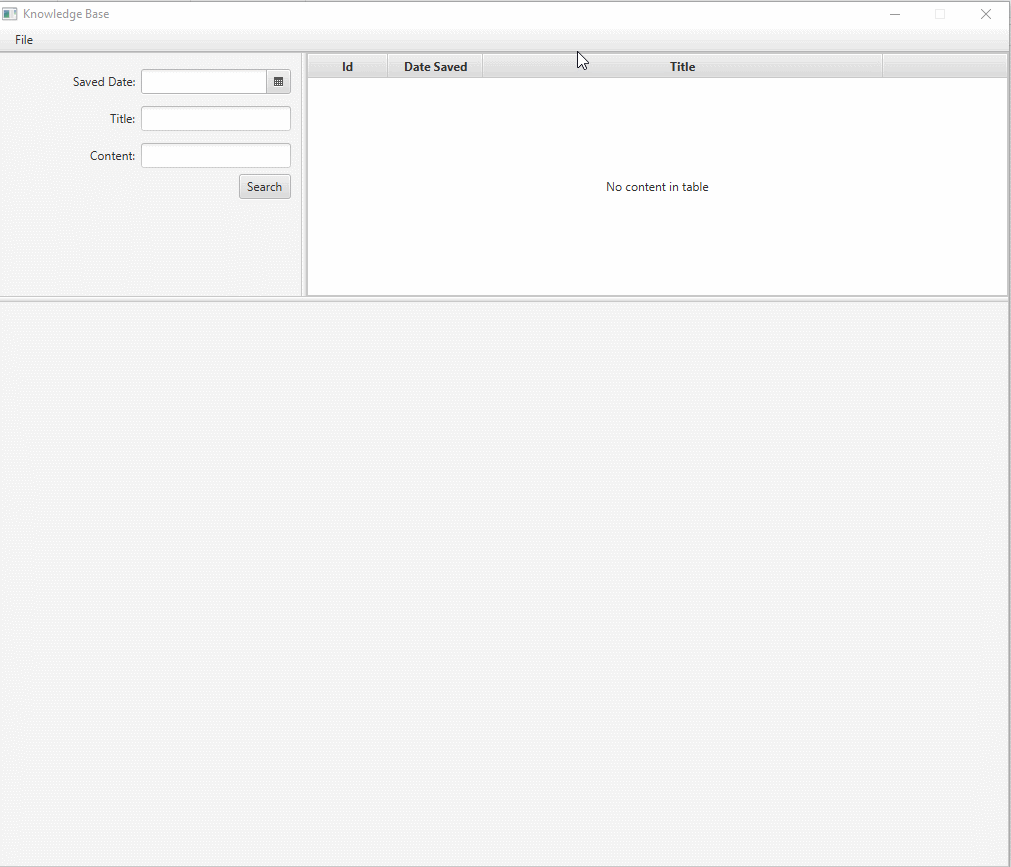 Knowledge Base
File
Saved Date:
Title:
Content:
Search
Id Date Saved Title
No content in table